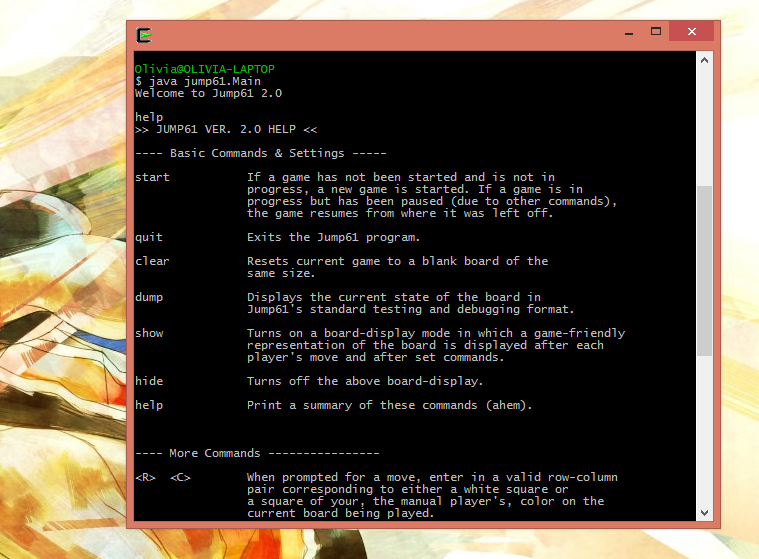 Olivia@OLIVIA-LAPTOP
$ java jump61.Main
Welcome to Jump61 2.0
help
>> JUMP61 VER. 2.0 HELP <<
---- Basic Commands & Settings -----
start If a game has not been started and is not in
progress, a new game is started. If a game is in
progress but has been paused (due to other commands),
the game resumes from where it was left off.
quit Exits the Jump61 program.
clear Resets current game to a blank board of the
same size.
dump Displays the current state of the board in
Jump61's standard testing and debugging format.
show Turns on a board-display mode in which a game-friendly
representation of the board is displayed after each
player's move and after set commands.
hide Turns off the above board-display.
help Print a summary of these commands (ahem).
---- More Commands ----------------
<R> <C> When prompted for a move, enter in a valid row-column
pair corresponding to either a white square or
a square of your, the manual player's, color on the
current board being played.